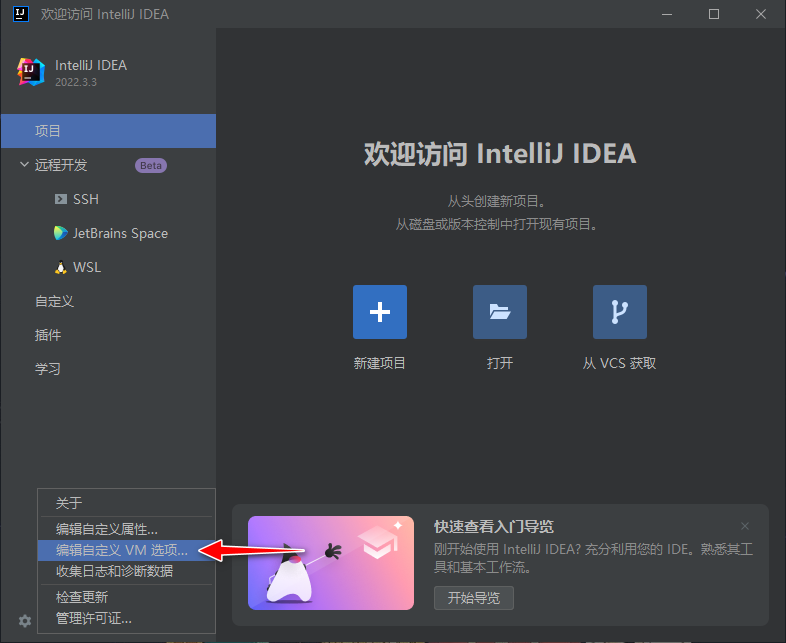 欢迎访问 IntelliJ IDEA
IntelliJ IDEA
2022.3.3
项目
远程开发 Beta
SSH
JetBrains Space
WSL
自定义
插件
学习
欢迎访问 IntelliJ IDEA
从头创建新项目。
从磁盘或版本控制中打开现有项目。
新建项目
打开
从 VCS 获取
关于
编辑自定义属性...
编辑自定义 VM 选项...
收集日志和诊断数据
检查更新
管理许可证...
快速查看入门导览
刚开始使用 IntelliJ IDEA? 充分利用您的 IDE。熟悉其工
具和基本工作流。
开始导览